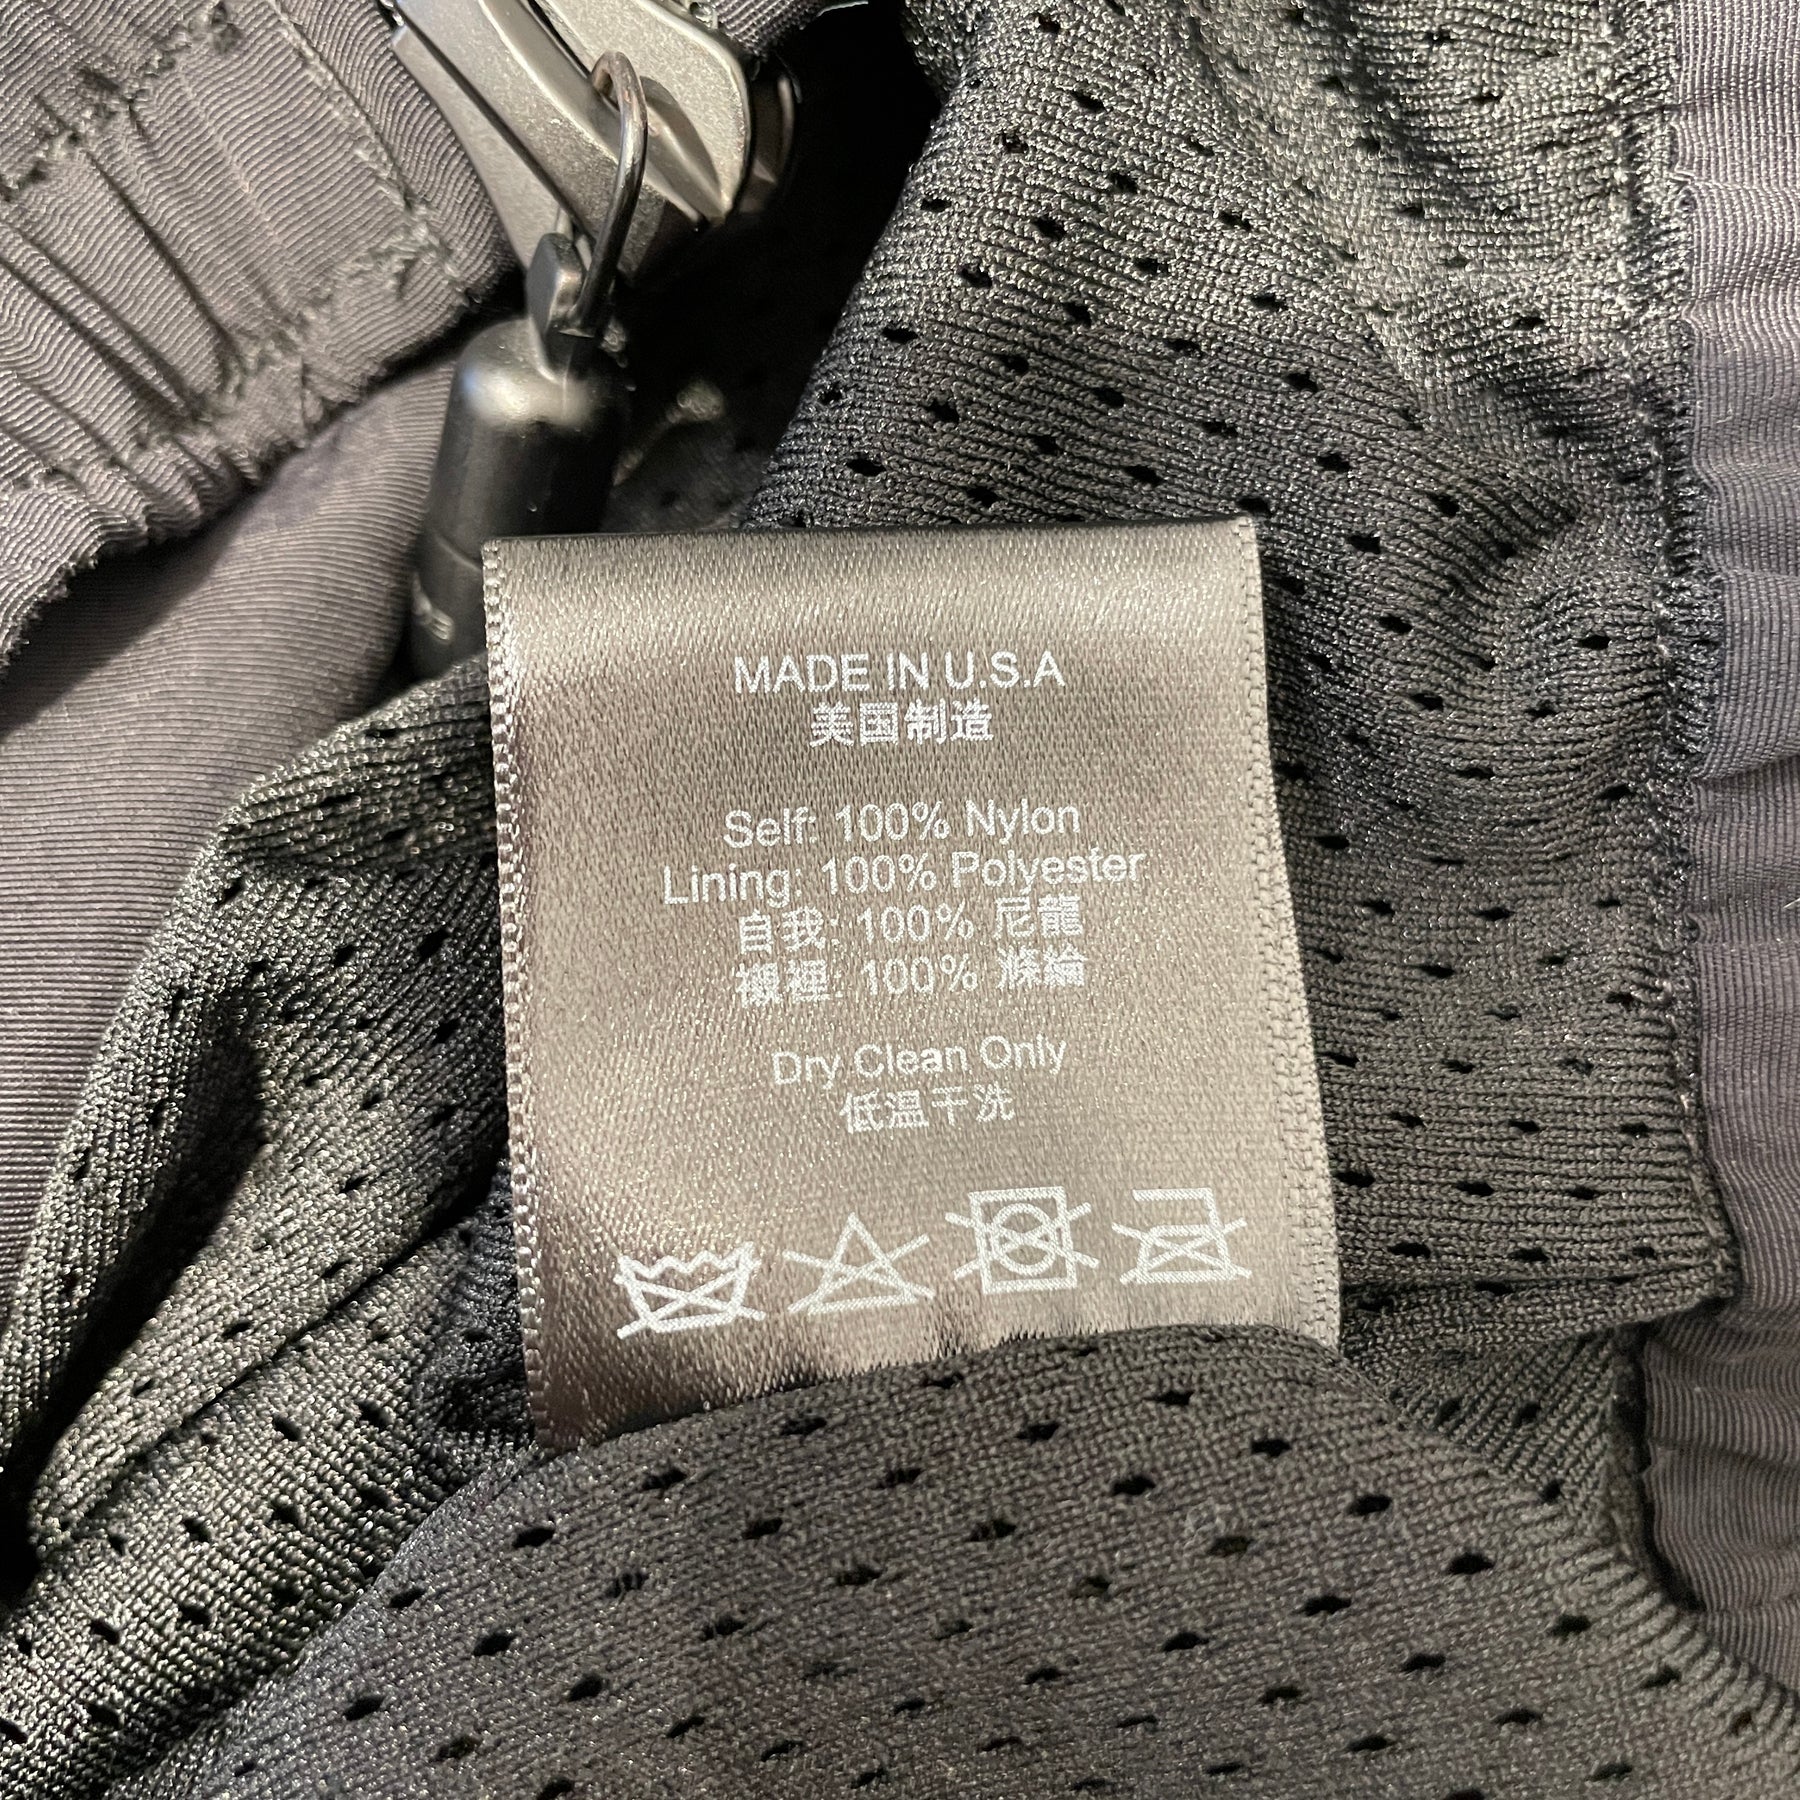 MADE IN U.S.A
美国制造
Self: 100% Nylon
Lining: 100% Polyester
自我: 100% 尼龍
襯裡: 100% 滌綸
Dry Clean Only
低温干洗